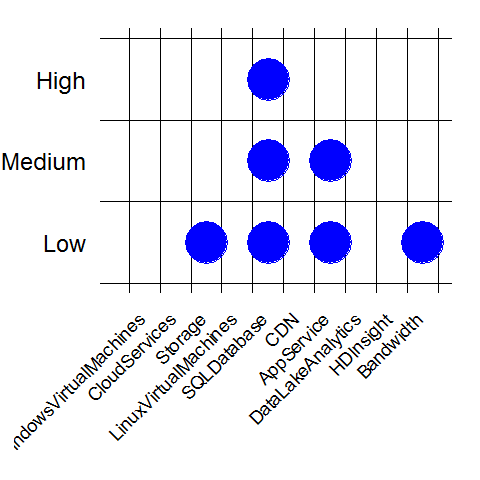 High
Medium
Low
ndowsVirtualMachines
CloudServices
Storage
LinuxVirtualMachines
SQLDatabase
CDN
AppService
DataLakeAnalytics
HDInsight
Bandwidth